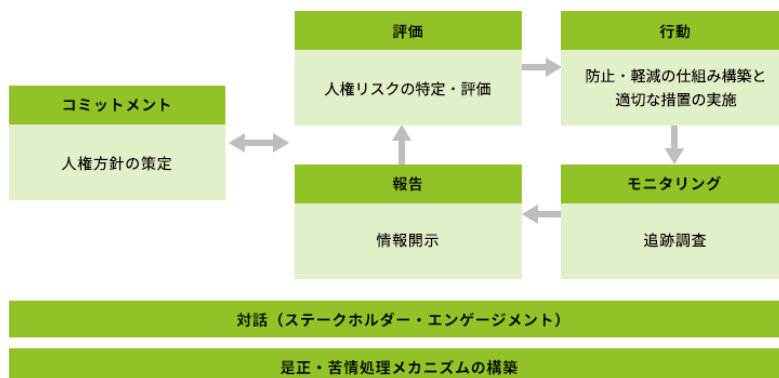 コミットメント
人権方針の策定
評価
人権リスクの特定・評価
行動
防止・軽減の仕組み構築と
適切な措置の実施
報告
情報開示
モニタリング
追跡調査
対話（ステークホルダー・エンゲージメント）
是正・苦情処理メカニズムの構築